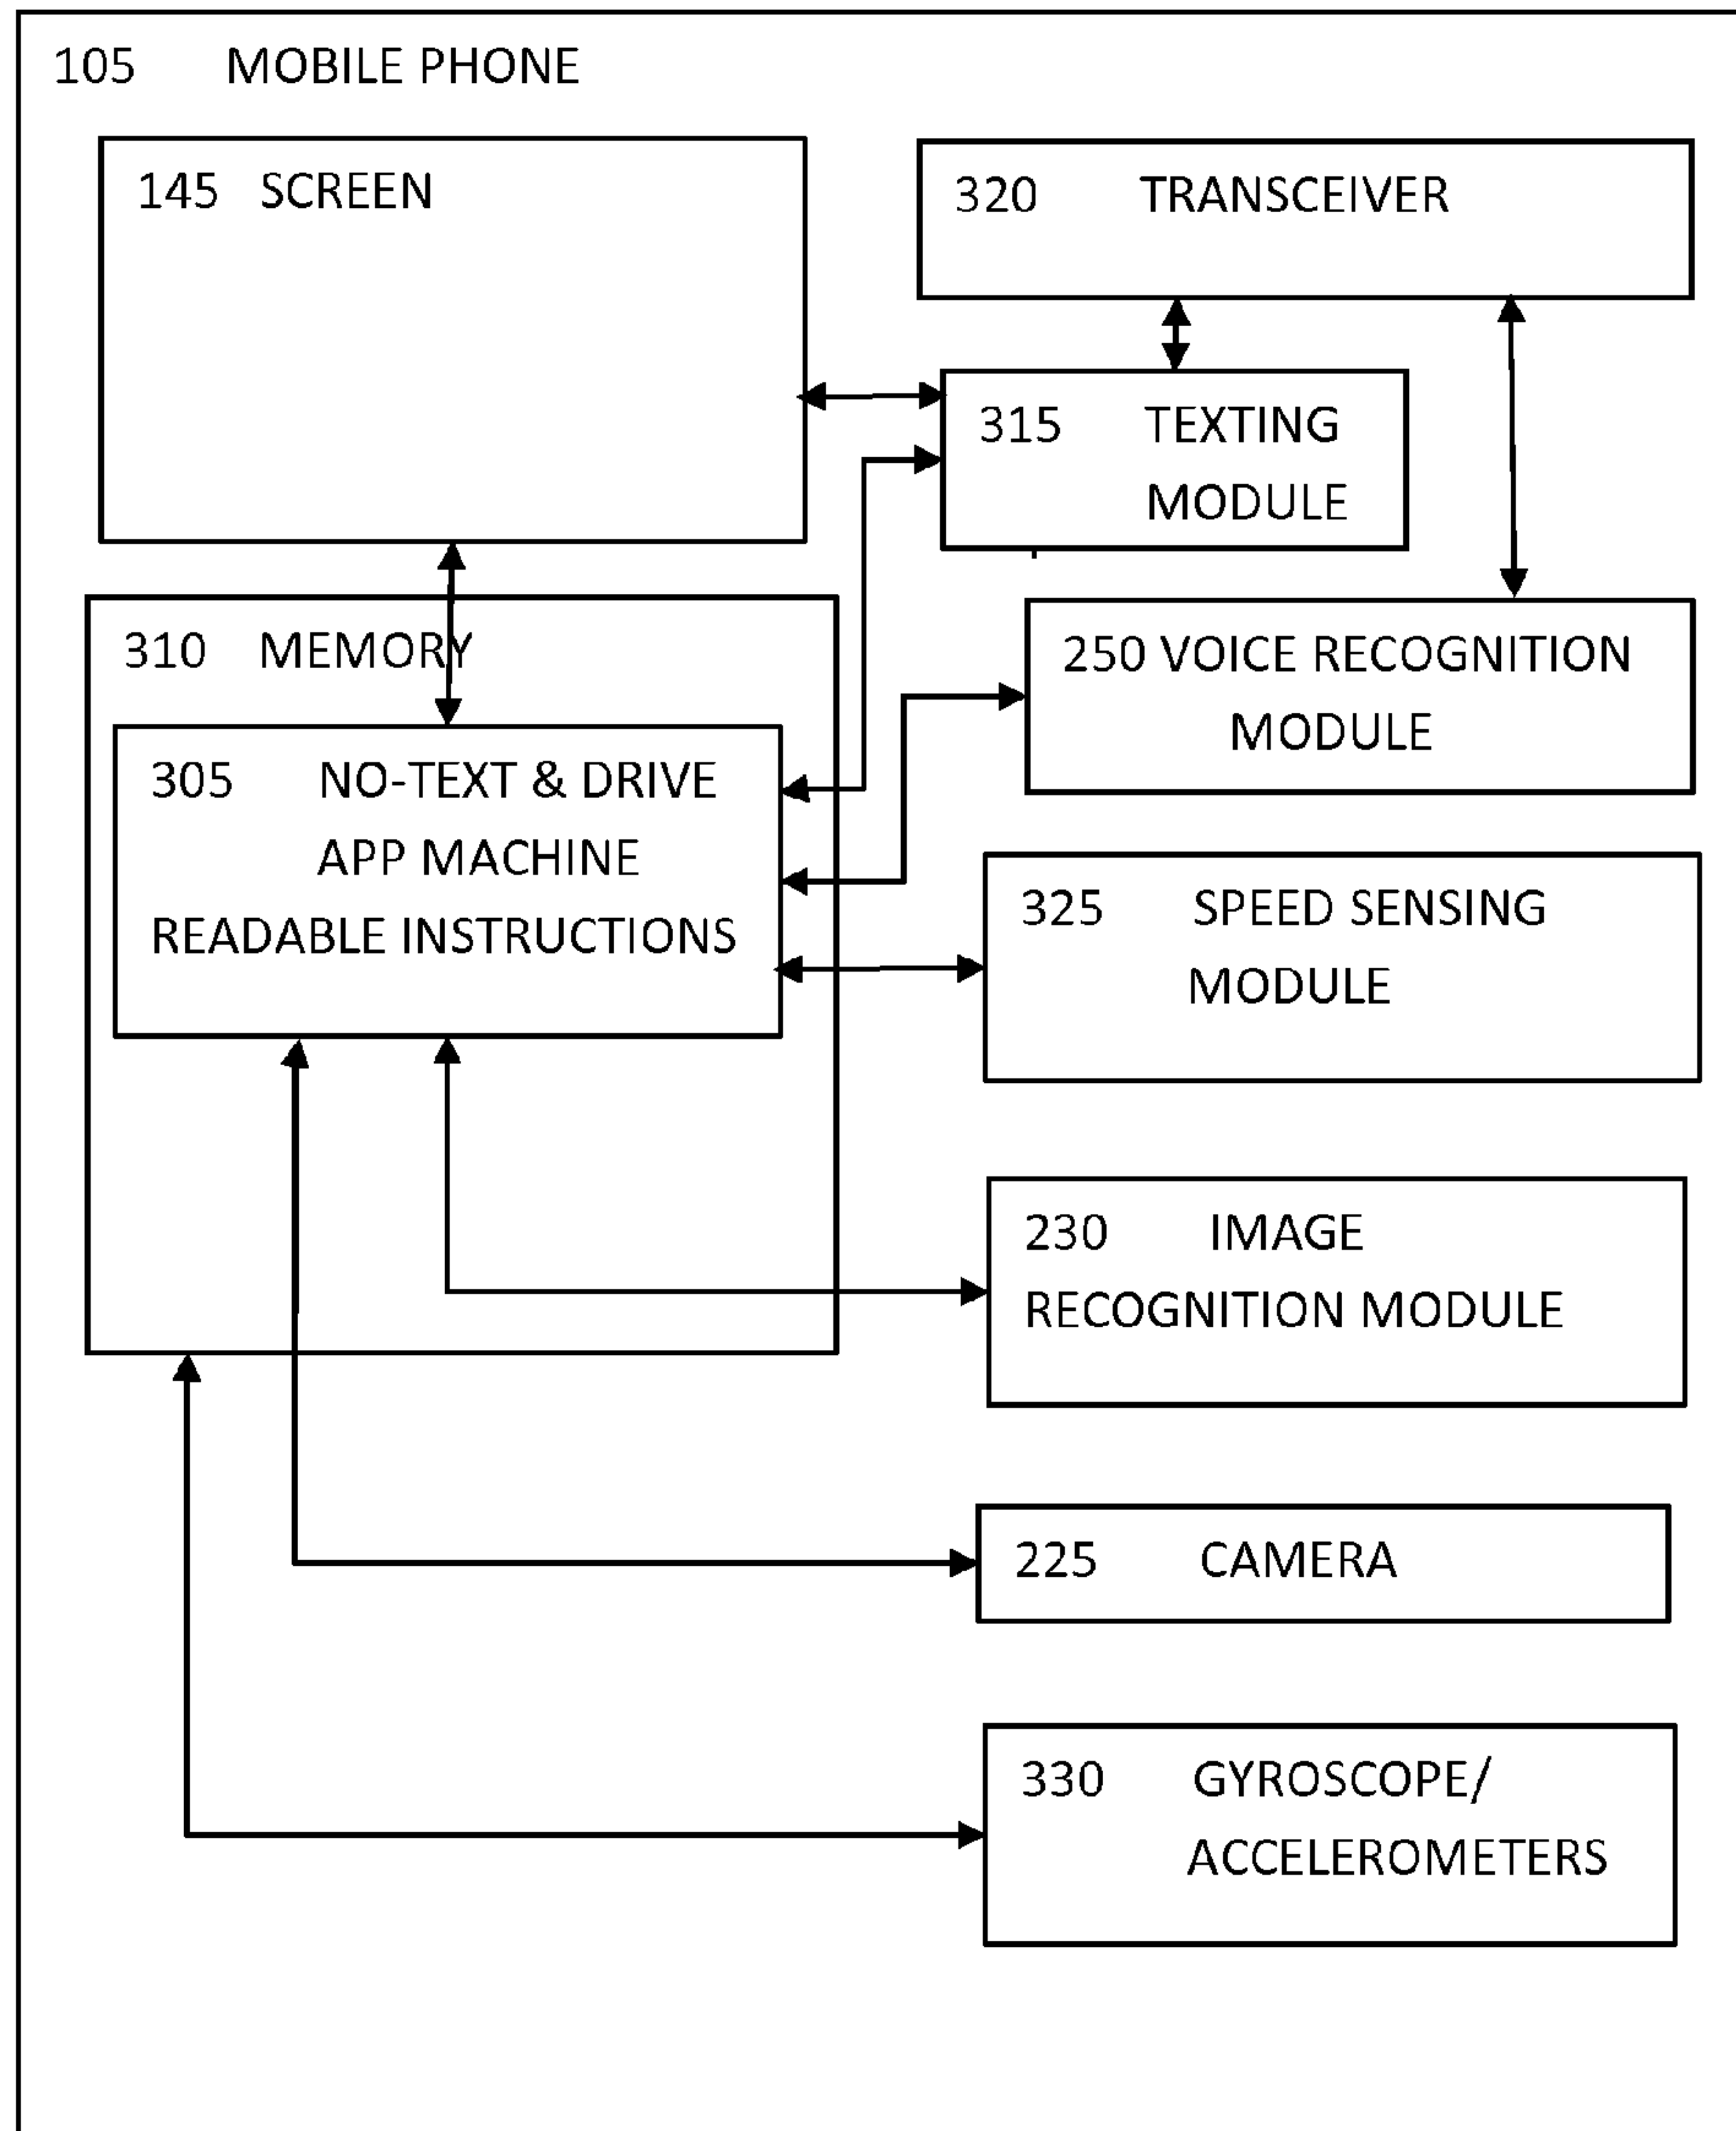 105 MOBILE PHONE
145 SCREEN
320 TRANSCEIVER
315 TEXTING
MODULE
310 MEMORY
250 VOICE RECOGNITION
MODULE
305 NO-TEXT & DRIVE
APP MACHINE
READABLE INSTRUCTIONS
325 SPEED SENSING
MODULE
230 IMAGE
RECOGNITION MODULE
225 CAMERA
330 GYROSCOPE/
ACCELEROMETERS